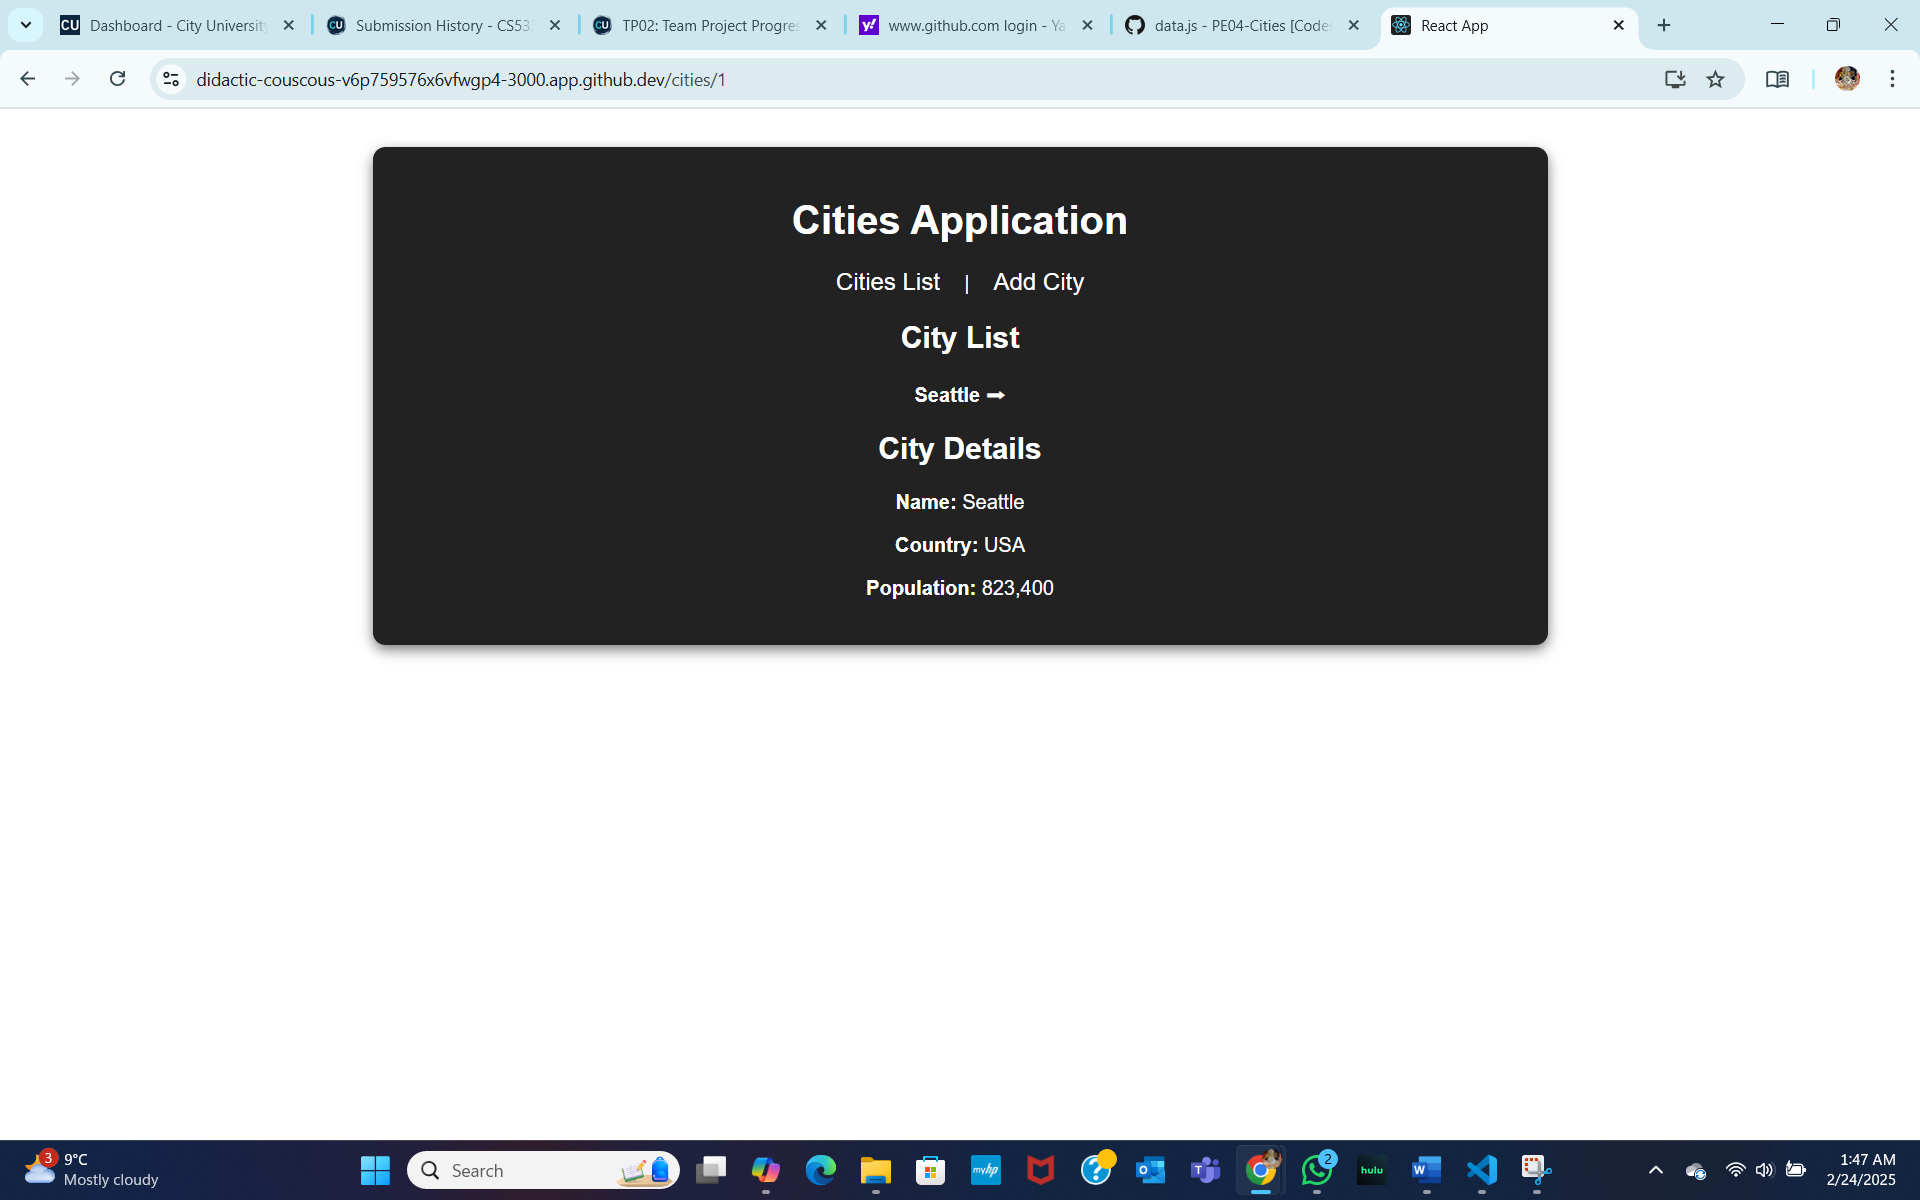 CU Dashboard - City University
CU Submission History - CS53
CU TP02: Team Project Progres
y! www.github.com login - Ya
data.js - PE04-Cities [Codes
React App
didactic-couscous-v6p759576x6vfwgp4-3000.app.github.dev/cities/1
Cities Application
Cities List | Add City
City List
Seattle ➞
City Details
Name: Seattle
Country: USA
Population: 823,400
3
9°C
Mostly cloudy
Search
myhp
hulu
2
1:47 AM
2/24/2025